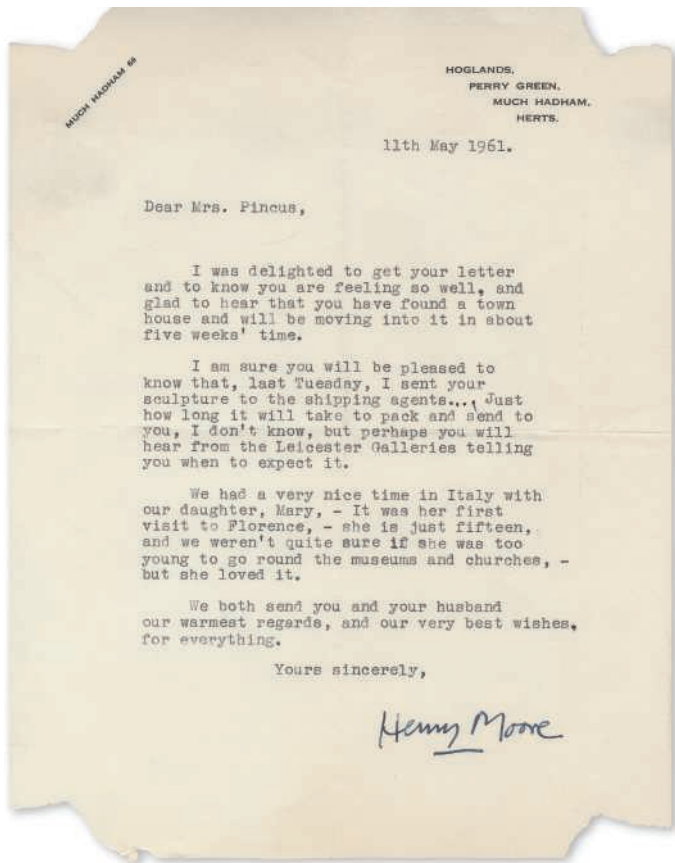 MUCH HADHAM 66
HOGLANDS,
PERRY GREEN,
MUCH HADHAM,
HERTS.
11th May 1961.
Dear Mrs. Pincus,
I was delighted to get your letter
and to know you are feeling so well, and
glad to hear that you have found a town
house and will be moving into it in about
five weeks' time.
I am sure you will be pleased to
know that, last Tuesday, I sent your
sculpture to the shipping agents.... Just
how long it will take to pack and send to
you, I don't know, but perhaps you will
hear from the Leicester Galleries telling
you when to expect it.
We had a very nice time in Italy with
our daughter, Mary, - It was her first
visit to Florence, - she is just fifteen,
and we weren't quite sure if she was too
young to go round the museums and churches, -
but she loved it.
We both send you and your husband
our warmest regards, and our very best wishes,
for everything.
Yours sincerely,
Henry Moore